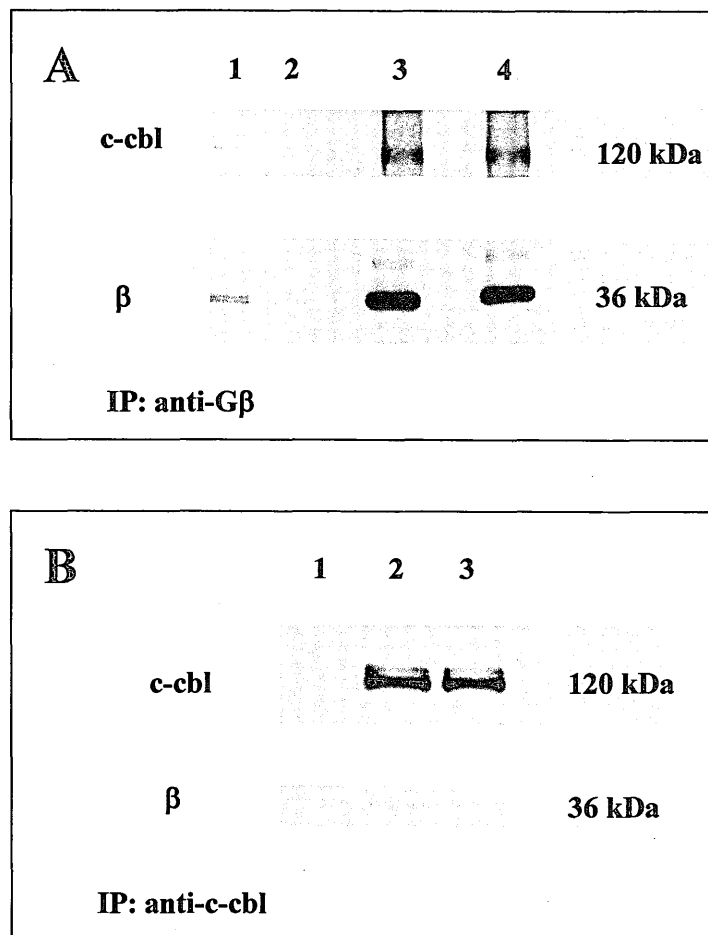 A
1 2 3 4
c-cbl 120 kDa
β 36 kDa
IP: anti-Gβ
B
1 2 3
c-cbl 120 kDa
β 36 kDa
IP: anti-c-cbl